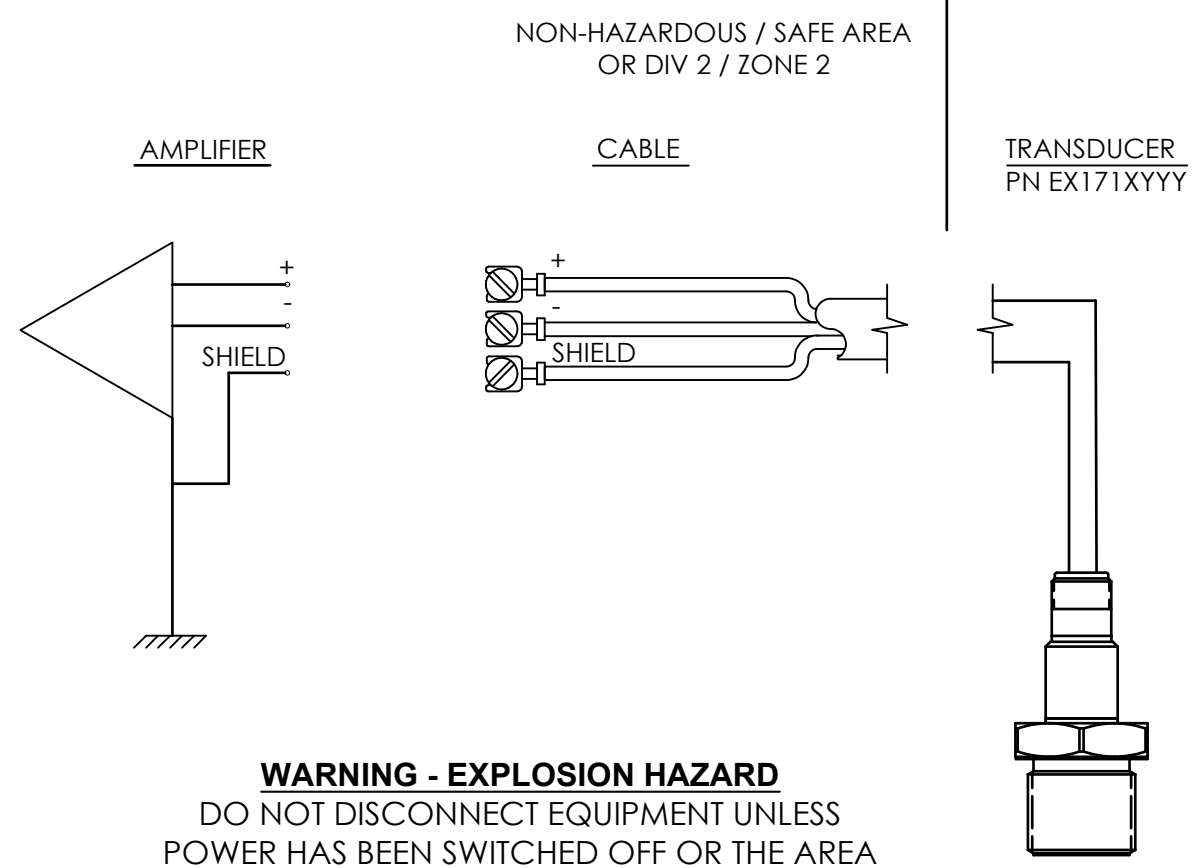 NON-HAZARDOUS / SAFE AREA
OR DIV 2 / ZONE 2
AMPLIFIER
CABLE
TRANSDUCER
PN EX171XYYY
+
-
SHIELD
+
-
SHIELD
WARNING - EXPLOSION HAZARD
DO NOT DISCONNECT EQUIPMENT UNLESS
POWER HAS BEEN SWITCHED OFF OR THE AREA